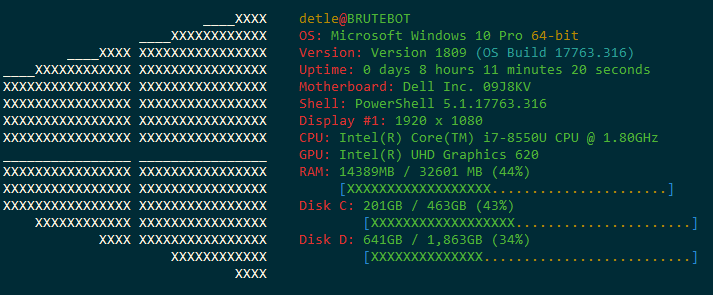 ____XXXX detle@BRUTEBOT
____XXXXXXXXXXXX OS: Microsoft Windows 10 Pro 64-bit
____XXXX XXXXXXXXXXXXXXXX Version: Version 1809 (OS Build 17763.316)
____XXXXXXXXXXXX XXXXXXXXXXXXXXXX Uptime: 0 days 8 hours 11 minutes 20 seconds
XXXXXXXXXXXXXXXX XXXXXXXXXXXXXXXX Motherboard: Dell Inc. 09J8KV
XXXXXXXXXXXXXXXX XXXXXXXXXXXXXXXX Shell: PowerShell 5.1.17763.316
XXXXXXXXXXXXXXXX XXXXXXXXXXXXXXXX Display #1: 1920 x 1080
XXXXXXXXXXXXXXXX XXXXXXXXXXXXXXXX CPU: Intel(R) Core(TM) i7-8550U CPU @ 1.80GHz
________________ ________________ GPU: Intel(R) UHD Graphics 620
XXXXXXXXXXXXXXXX XXXXXXXXXXXXXXXX RAM: 14389MB / 32601 MB (44%)
XXXXXXXXXXXXXXXX XXXXXXXXXXXXXXXX [XXXXXXXXXXXXXXXXXX......................]
XXXXXXXXXXXXXXXX XXXXXXXXXXXXXXXX Disk C: 201GB / 463GB (43%)
XXXXXXXXXXXX XXXXXXXXXXXXXXXX [XXXXXXXXXXXXXXXXXX......................]
XXXX XXXXXXXXXXXXXXXX Disk D: 641GB / 1,863GB (34%)
XXXXXXXXXXXX [XXXXXXXXXXXXXX..........................]
XXXX